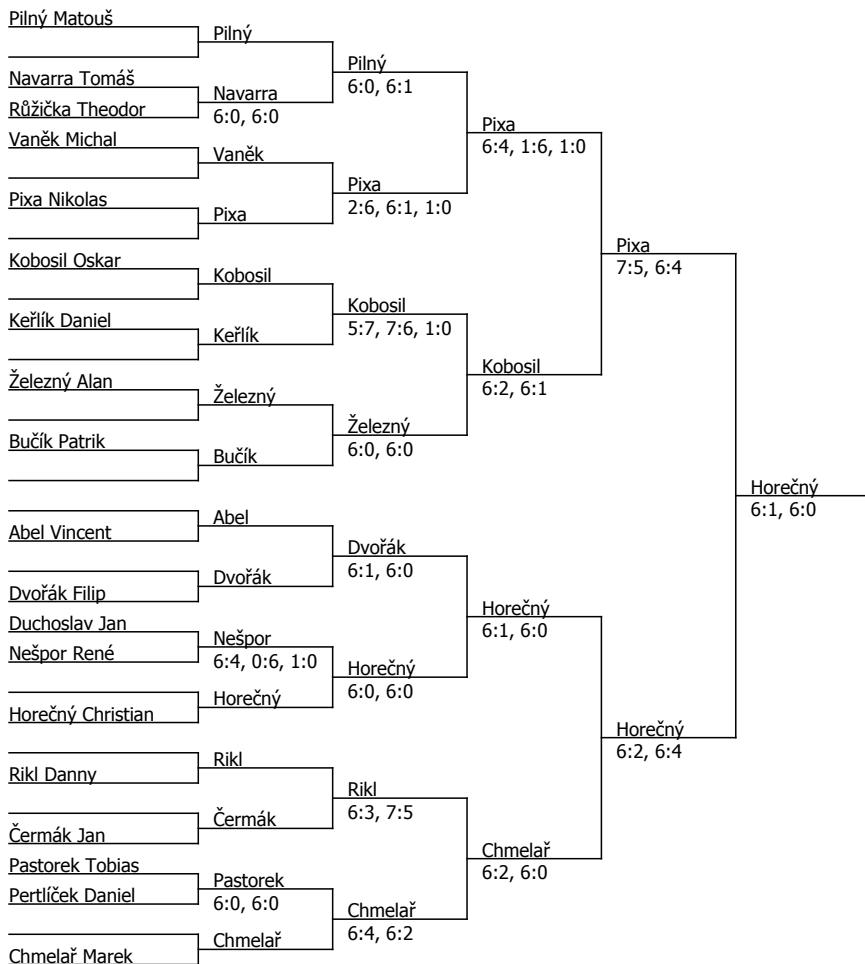 Pilný Matouš
Pilný
Pilný
6:0, 6:1
Navarra Tomáš
Navarra
6:0, 6:0
Růžička Theodor
Pixa
6:4, 1:6, 1:0
Vaněk Michal
Vaněk
Pixa
2:6, 6:1, 1:0
Pixa Nikolas
Pixa
Pixa
7:5, 6:4
Kobosil Oskar
Kobosil
Kobosil
5:7, 7:6, 1:0
Keřlík Daniel
Keřlík
Kobosil
6:2, 6:1
Železný Alan
Železný
Železný
6:0, 6:0
Bučík Patrik
Bučík
Horečný
6:1, 6:0
Abel
Abel Vincent
Dvořák
6:1, 6:0
Dvořák
Dvořák Filip
Horečný
6:1, 6:0
Duchoslav Jan
Nešpor
6:4, 0:6, 1:0
Nešpor René
Horečný
6:0, 6:0
Horečný
Horečný Christian
Horečný
6:2, 6:4
Rikl
Rikl Danny
Rikl
6:3, 7:5
Čermák
Čermák Jan
Chmelař
6:2, 6:0
Pastorek Tobias
Pastorek
6:0, 6:0
Pertlíček Daniel
Chmelař
6:4, 6:2
Chmelař
Chmelař Marek